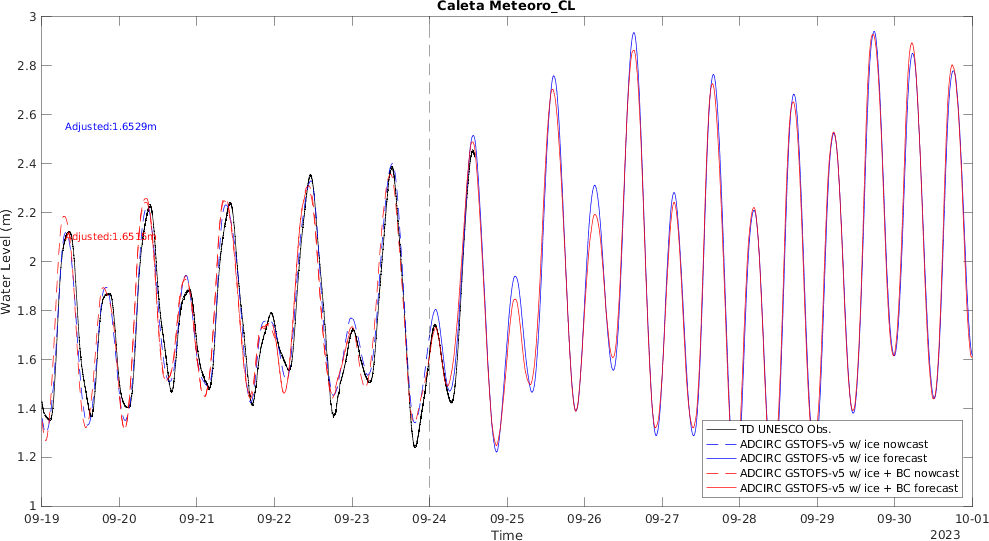 Caleta Meteoro_CL
3
2.8
2.6
2.4
2.2
2
1.8
1.6
1.4
1.2
1
Water Level (m)
Adjusted:1.6529m
TD UNESCO Obs.
ADCIRC GSTOFS-v5 w/ ice nowcast
ADCIRC GSTOFS-v5 w/ ice forecast
ADCIRC GSTOFS-v5 w/ ice + BC nowcast
ADCIRC GSTOFS-v5 w/ ice + BC forecast
09-19 09-20 09-21 09-22 09-23 09-24 09-25 09-26 09-27 09-28 09-29 09-30 10-01
Time
2023